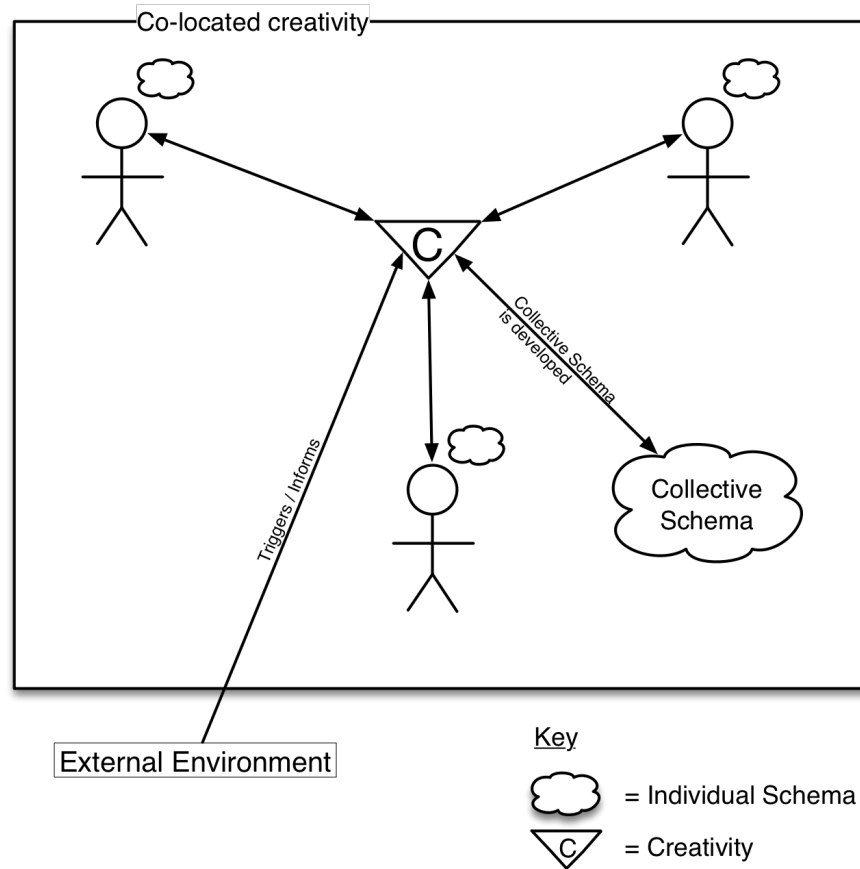 Co-located creativity
C
Collective Schema
is developed
Triggers / Informs
Collective
Schema
External Environment
Key
= Individual Schema
C = Creativity